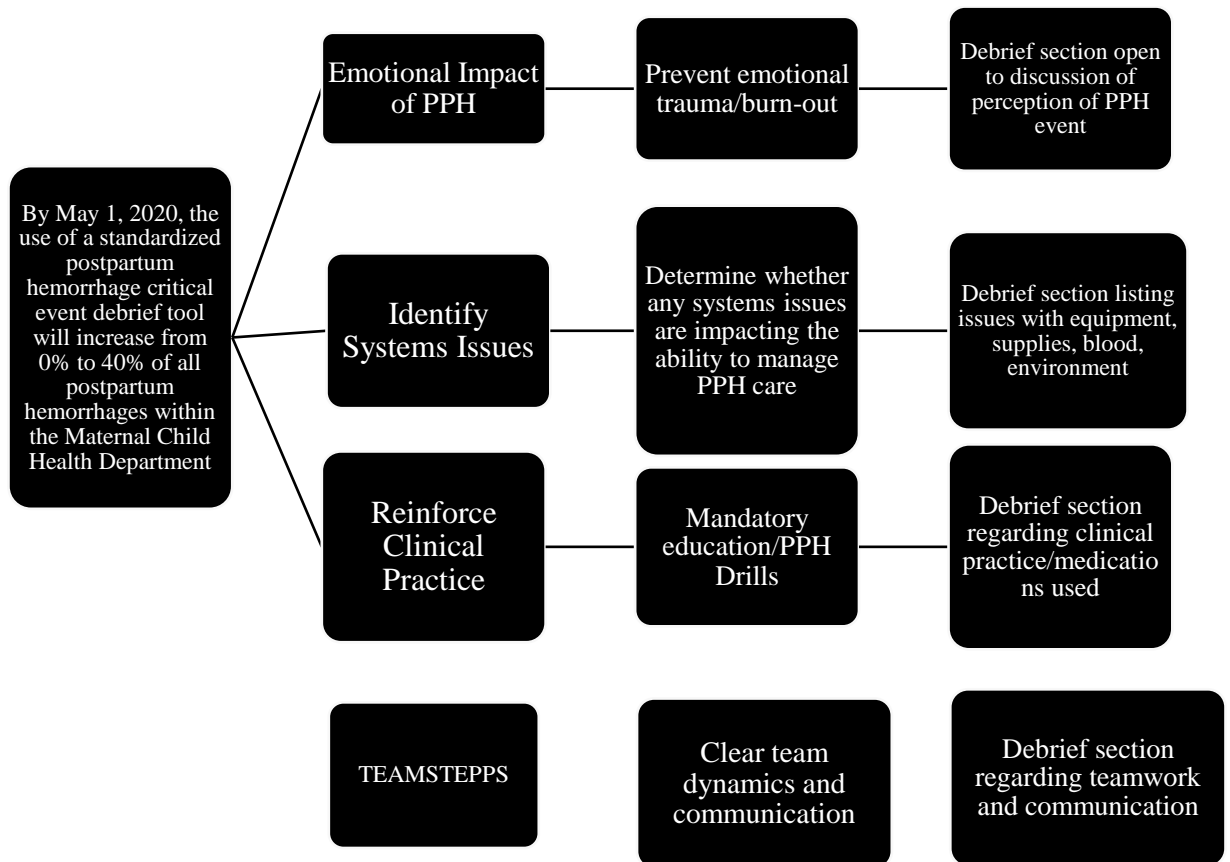 By May 1, 2020, the
use of a standardized
postpartum
hemorrhage critical
event debrief tool
will increase from
0% to 40% of all
postpartum
hemorrhages within
the Maternal Child
Health Department
Emotional Impact
of PPH
Prevent emotional
trauma/burn-out
Debrief section open
to discussion of
perception of PPH
event
Identify
Systems Issues
Determine whether
any systems issues
are impacting the
ability to manage
PPH care
Debrief section listing
issues with equipment,
supplies, blood,
environment
Reinforce
Clinical
Practice
Mandatory
education/PPH
Drills
Debrief section
regarding clinical
practice/medicatio
ns used
TEAMSTEPPS
Clear team
dynamics and
communication
Debrief section
regarding teamwork
and communication